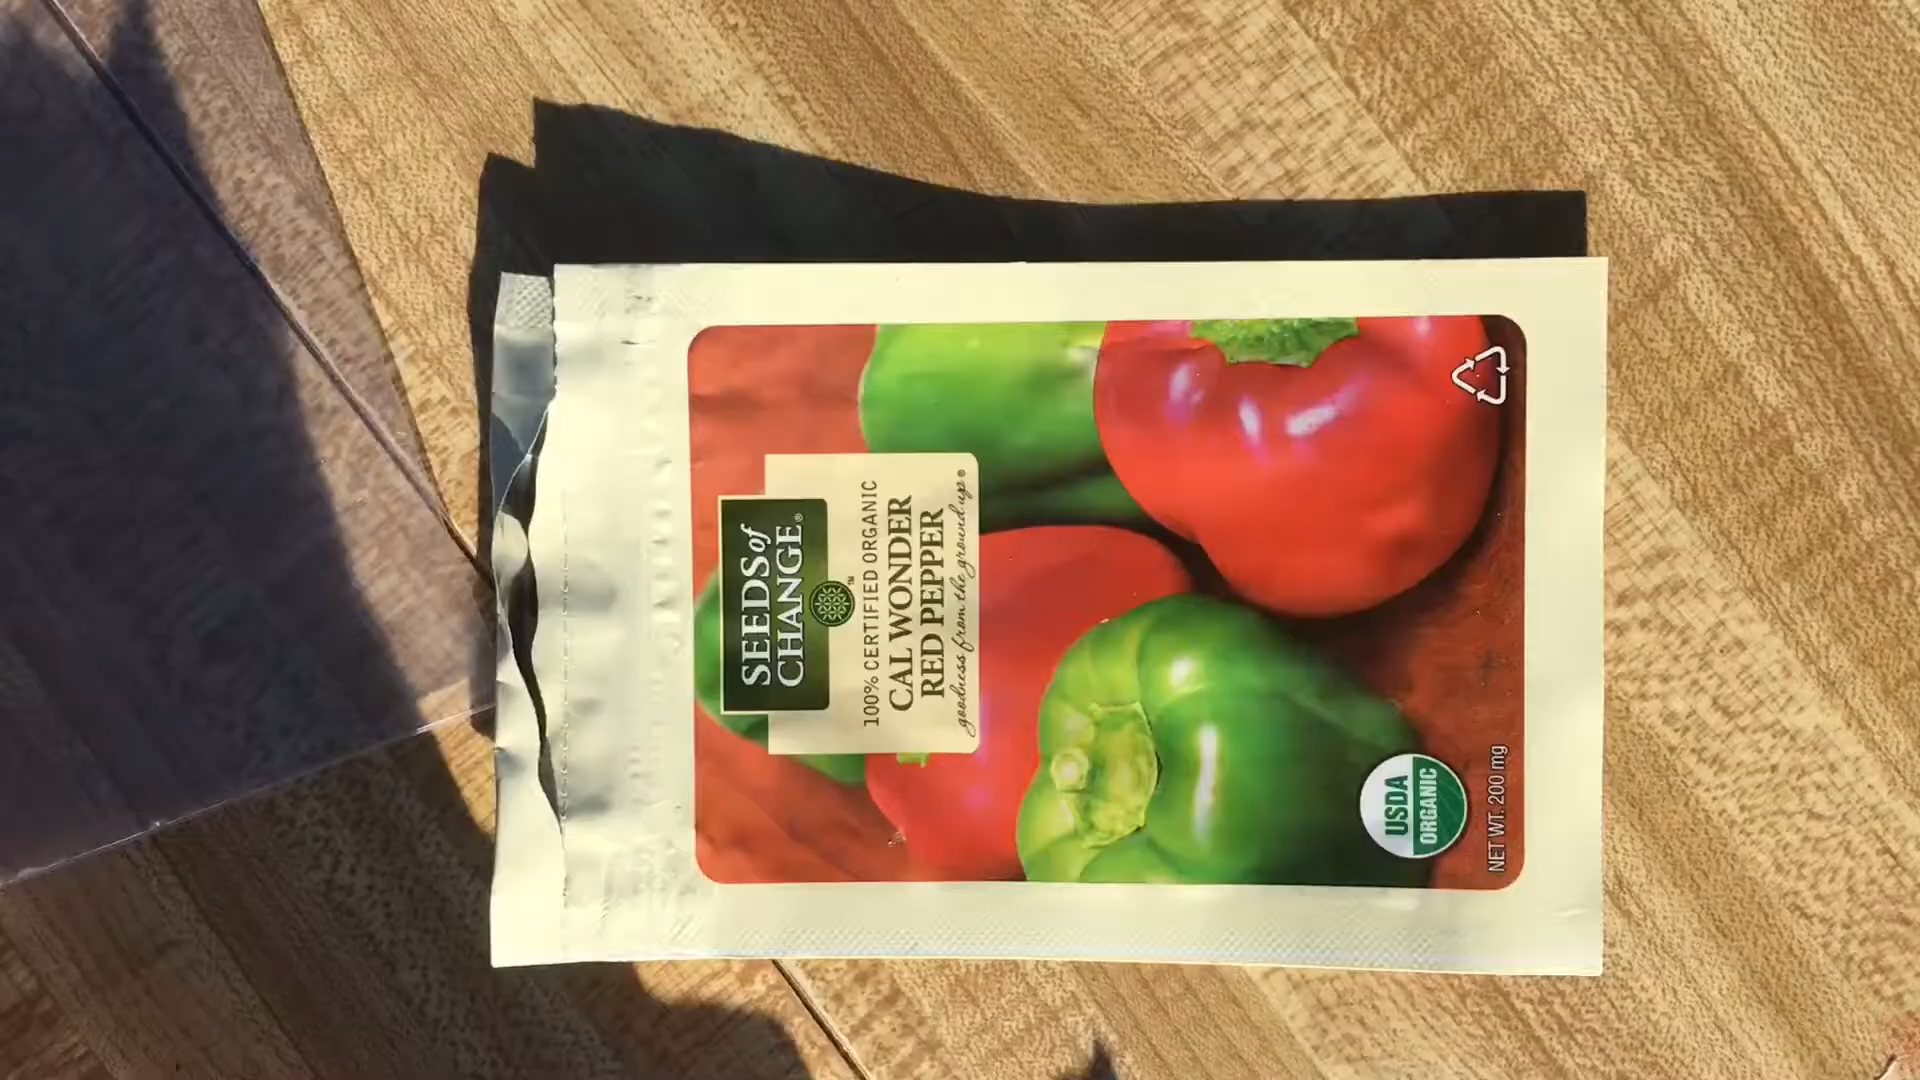 SEEDS of
CHANGE®
™
100% CERTIFIED ORGANIC
CAL WONDER
RED PEPPER
goodness from the ground up®
USDA
ORGANIC
NET WT. 200 mg